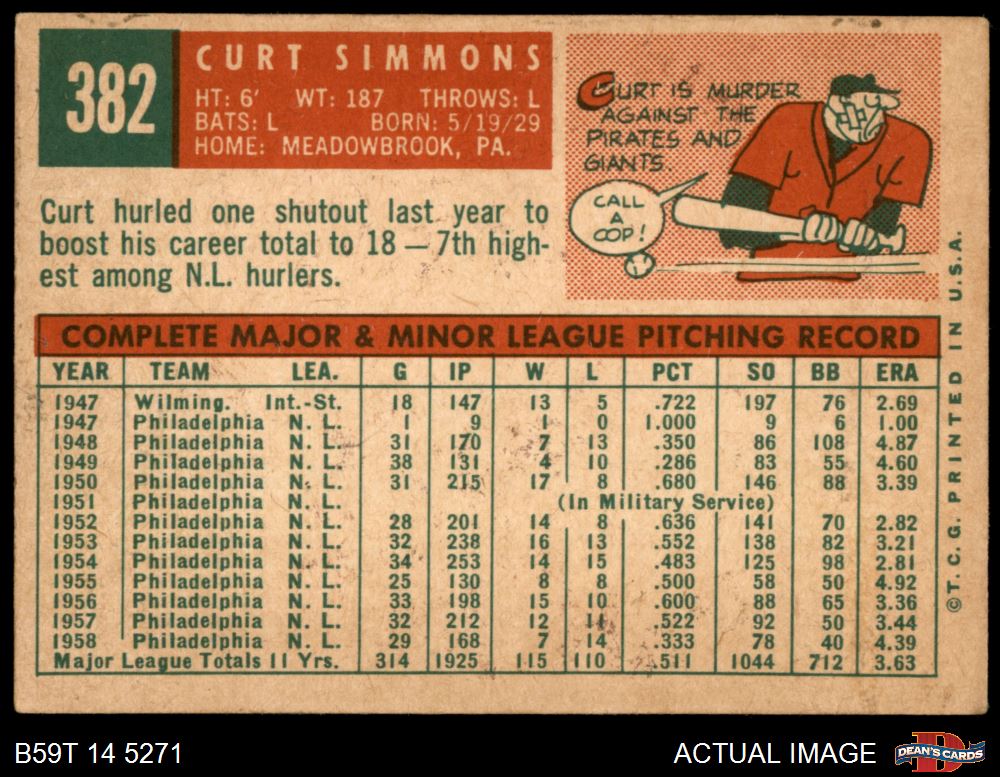 382
CURT SIMMONS
HT: 6' WT: 187 THROWS: L
BATS: L BORN: 5/19/29
HOME: MEADOWBROOK, PA.
Curt hurled one shutout last year to
boost his career total to 18 — 7th high-
est among N.L. hurlers.
CURT IS MURDER
AGAINST THE
PIRATES AND
GIANTS.
CALL
A
COP!
COMPLETE MAJOR & MINOR LEAGUE PITCHING RECORD
YEAR TEAM LEA. G IP W L PCT SO BB ERA
1947 Wilming. Int.-St. 18 147 13 5 .722 197 76 2.69
1947 Philadelphia N. L. 1 9 1 0 1.000 9 6 1.00
1948 Philadelphia N. L. 31 170 7 13 .350 86 108 4.87
1949 Philadelphia N. L. 38 131 4 10 .286 83 55 4.60
1950 Philadelphia N. L. 31 215 17 8 .680 146 88 3.39
1951 Philadelphia N. L. (In Military Service)
1952 Philadelphia N. L. 28 201 14 8 .636 141 70 2.82
1953 Philadelphia N. L. 32 238 16 13 .552 138 82 3.21
1954 Philadelphia N. L. 34 253 14 15 .483 125 98 2.81
1955 Philadelphia N. L. 25 130 8 8 .500 58 50 4.92
1956 Philadelphia N. L. 33 198 15 10 .600 88 65 3.36
1957 Philadelphia N. L. 32 212 12 11 .522 92 50 3.44
1958 Philadelphia N. L. 29 168 7 14 .333 78 40 4.39
Major League Totals 11 Yrs. 314 1925 115 110 .511 1044 712 3.63
©T. C. G. PRINTED IN U.S.A.
B59T 14 5271
ACTUAL IMAGE
DEAN'S CARDS